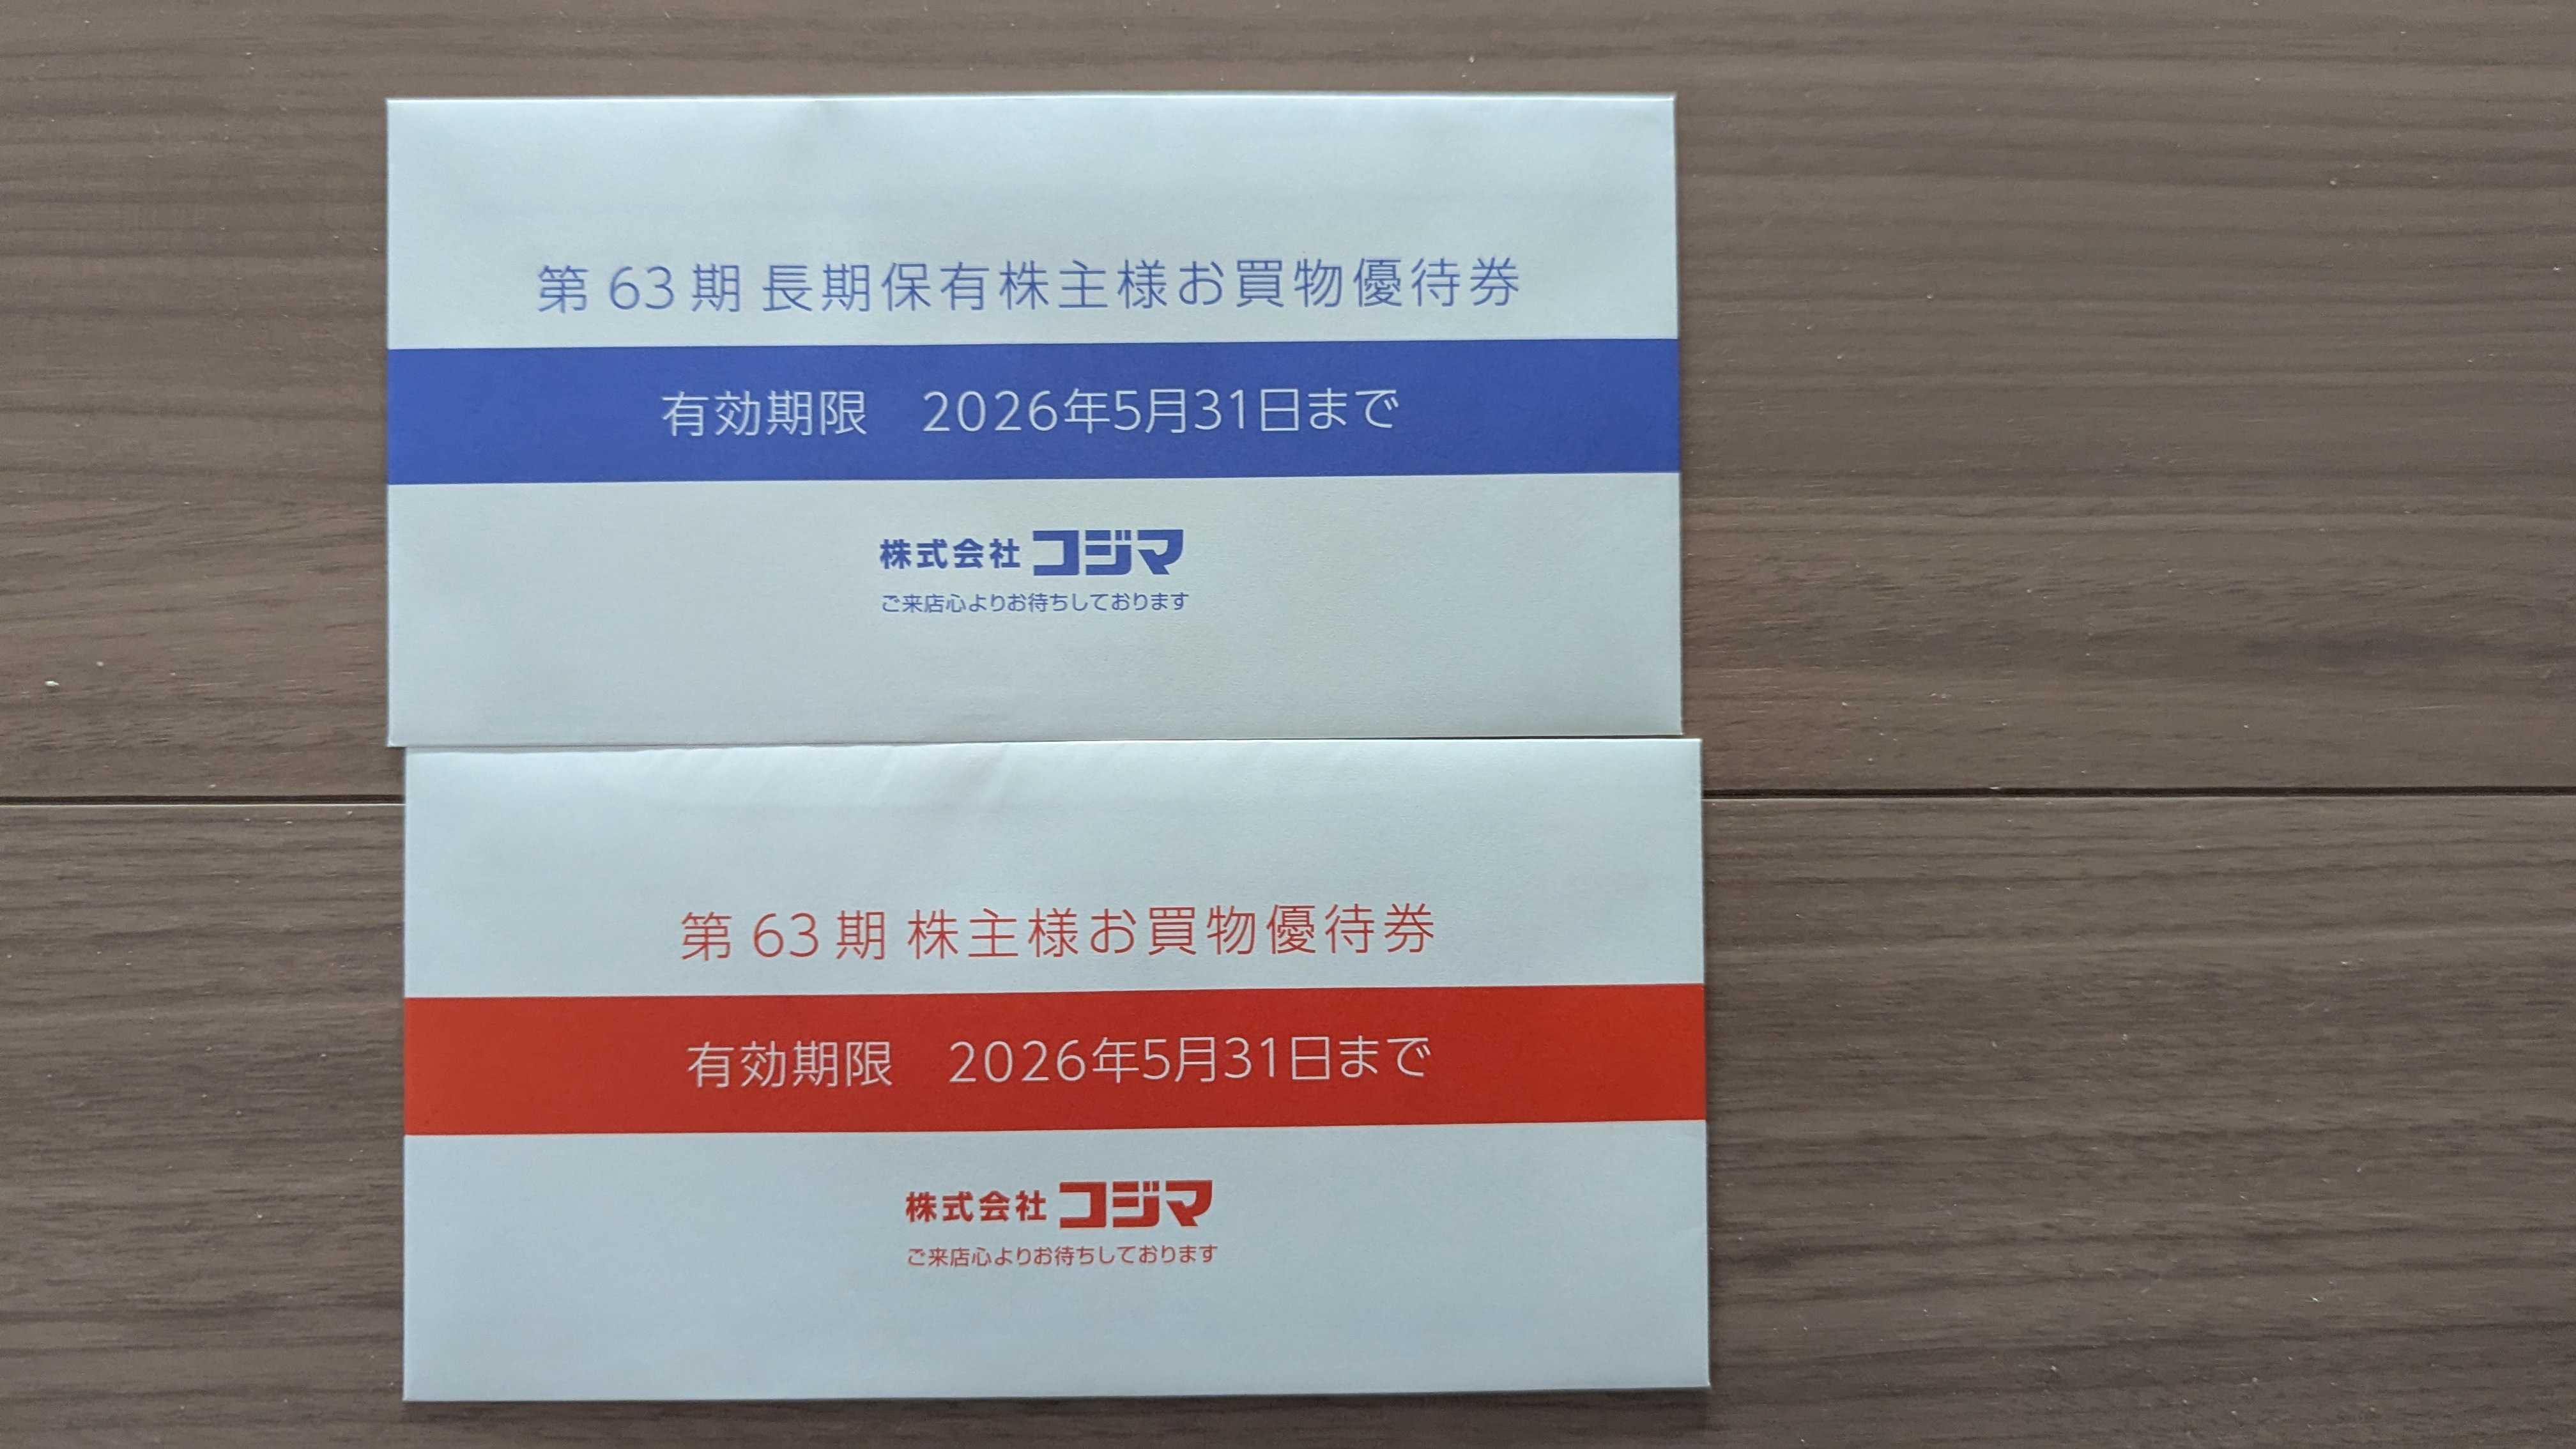 第63期 長期保有株主様お買物優待券
有効期限　2026年5月31日まで
株式会社 コジマ
ご来店心よりお待ちしております
第63期 株主様お買物優待券
有効期限　2026年5月31日まで
株式会社 コジマ
ご来店心よりお待ちしております